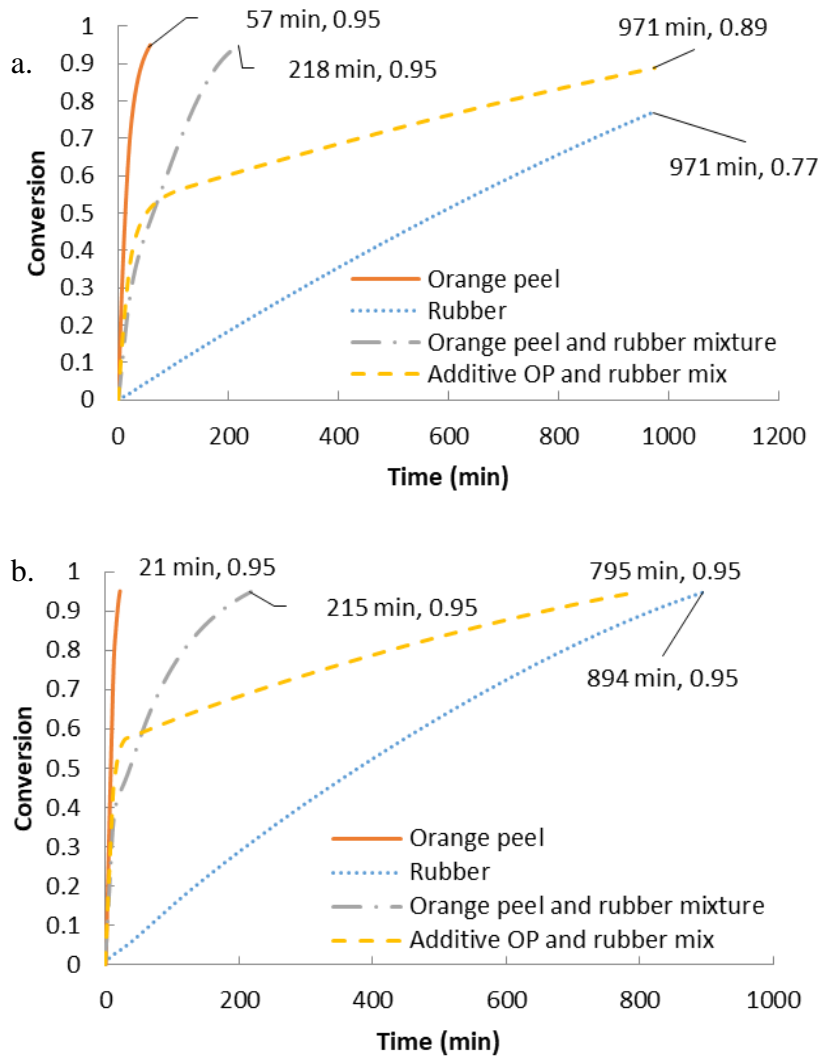 a.
57 min, 0.95
218 min, 0.95
971 min, 0.89
971 min, 0.77
1
0.9
0.8
0.7
0.6
0.5
0.4
0.3
0.2
0.1
0
Conversion
Orange peel
Rubber
Orange peel and rubber mixture
Additive OP and rubber mix
0 200 400 600 800 1000 1200
Time (min)
b.
21 min, 0.95
215 min, 0.95
795 min, 0.95
894 min, 0.95
1
0.9
0.8
0.7
0.6
0.5
0.4
0.3
0.2
0.1
0
Conversion
Orange peel
Rubber
Orange peel and rubber mixture
Additive OP and rubber mix
0 200 400 600 800 1000
Time (min)